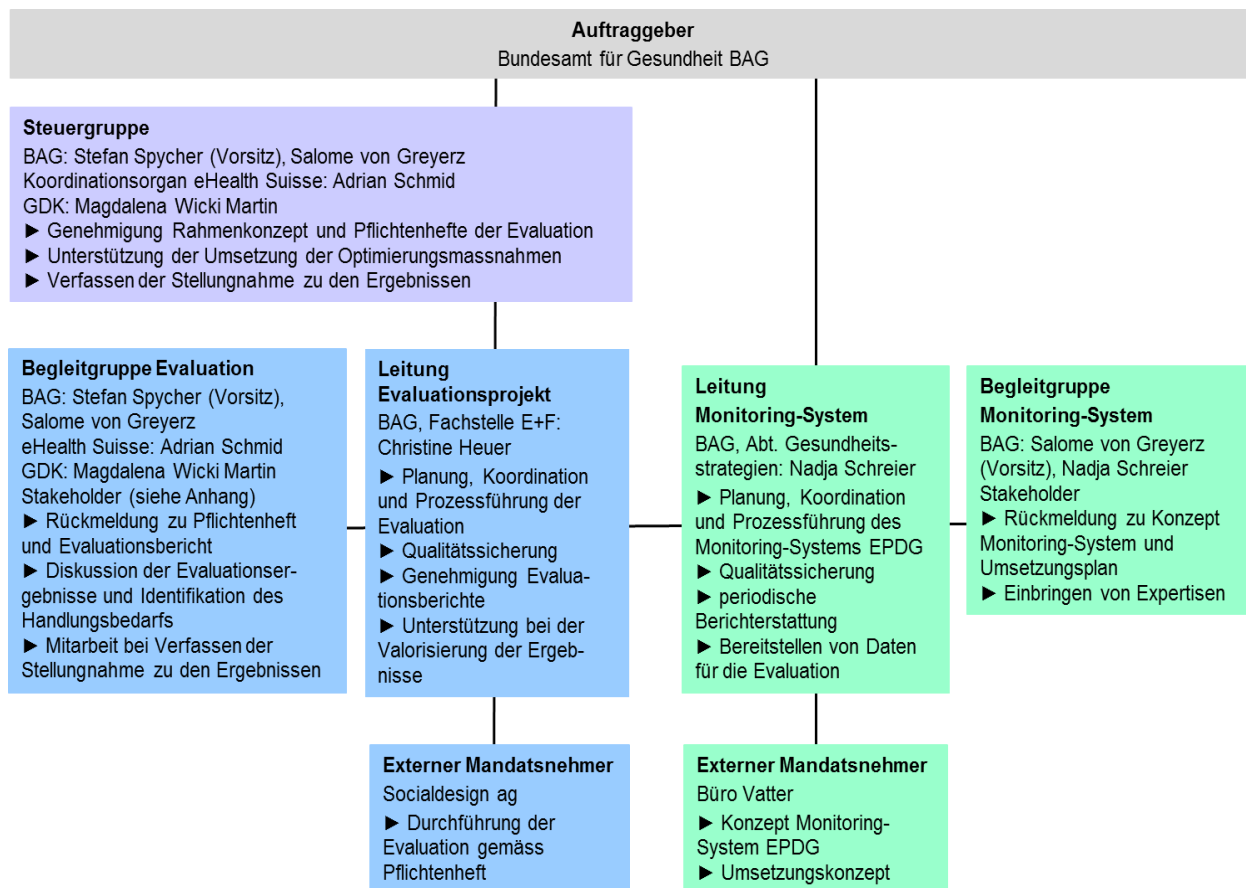 Auftraggeber
Bundesamt für Gesundheit BAG
Steuergruppe
BAG: Stefan Spycher (Vorsitz), Salome von Greyerz
Koordinationsorgan eHealth Suisse: Adrian Schmid
GDK: Magdalena Wicki Martin
► Genehmigung Rahmenkonzept und Pflichtenhefte der Evaluation
► Unterstützung der Umsetzung der Optimierungsmassnahmen
► Verfassen der Stellungnahme zu den Ergebnissen
Begleitgruppe Evaluation
BAG: Stefan Spycher (Vorsitz),
Salome von Greyerz
eHealth Suisse: Adrian Schmid
GDK: Magdalena Wicki Martin
Stakeholder (siehe Anhang)
► Rückmeldung zu Pflichtenheft
und Evaluationsbericht
► Diskussion der Evaluationser-
gebnisse und Identifikation des
Handlungsbedarfs
► Mitarbeit bei Verfassen der
Stellungnahme zu den Ergebnissen
Leitung
Evaluationsprojekt
BAG, Fachstelle E+F:
Christine Heuer
► Planung, Koordination
und Prozessführung der
Evaluation
► Qualitätssicherung
► Genehmigung Evalua-
tionsberichte
► Unterstützung bei der
Valorisierung der Ergeb-
nisse
Leitung
Monitoring-System
BAG, Abt. Gesundheits-
strategien: Nadja Schreier
► Planung, Koordination
und Prozessführung des
Monitoring-Systems EPDG
► Qualitätssicherung
► periodische
Berichterstattung
► Bereitstellen von Daten
für die Evaluation
Begleitgruppe
Monitoring-System
BAG: Salome von Greyerz
(Vorsitz), Nadja Schreier
Stakeholder
► Rückmeldung zu Konzept
Monitoring-System und
Umsetzungsplan
► Einbringen von Expertisen
Externer Mandatsnehmer
Socialdesign ag
► Durchführung der
Evaluation gemäss
Pflichtenheft
Externer Mandatsnehmer
Büro Vatter
► Konzept Monitoring-
System EPDG
► Umsetzungskonzept